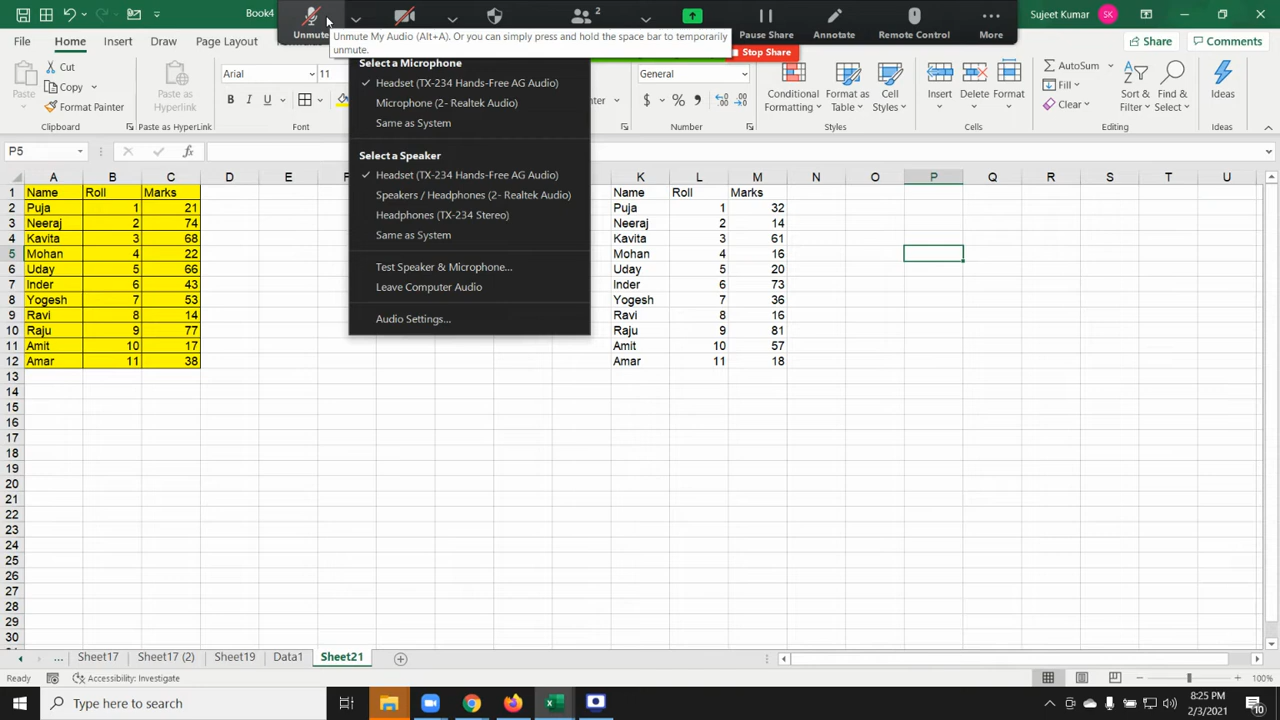 Book4
2
Sujeet Kumar
SK
Unmute
Pause Share
Annotate
Remote Control
More
Unmute My Audio (Alt+A). Or you can simply press and hold the space bar to temporarily
unmute.
Stop Share
File
Home
Share
Comments
Select a Microphone
Headset (TX-234 Hands-Free AG Audio)
Microphone (2- Realtek Audio)
Same as System
Select a Speaker
Headset (TX-234 Hands-Free AG Audio)
Speakers / Headphones (2- Realtek Audio)
Headphones (TX-234 Stereo)
Same as System
Test Speaker & Microphone...
Leave Computer Audio
Audio Settings...
Paste
Cut
Copy
Format Painter
Clipboard
Paste as
Hyperlink
Paste as HyperLink
Arial
11
B I U
Font
General
$ % ,
Number
Conditional
Formatting
Format as
Table
Cell
Styles
Styles
Insert
Delete
Format
Cells
AutoSum
Fill
Clear
Sort &
Filter
Find &
Select
Editing
Ideas
Ideas
P5
fx
A B C D E F K L M N O P Q R S T U
1 Name Roll Marks Name Roll Marks
2 Puja 1 21 Puja 1 32
3 Neeraj 2 74 Neeraj 2 14
4 Kavita 3 68 Kavita 3 61
5 Mohan 4 22 Mohan 4 16
6 Uday 5 66 Uday 5 20
7 Inder 6 43 Inder 6 73
8 Yogesh 7 53 Yogesh 7 36
9 Ravi 8 14 Ravi 8 16
10 Raju 9 77 Raju 9 81
11 Amit 10 17 Amit 10 57
12 Amar 11 38 Amar 11 18
13
14
15
16
17
18
19
20
21
22
23
24
25
26
27
28
29
30
... Sheet17 Sheet17 (2) Sheet19 Data1 Sheet21
Ready
Accessibility: Investigate
100%
Type here to search
8:25 PM
2/3/2021
10